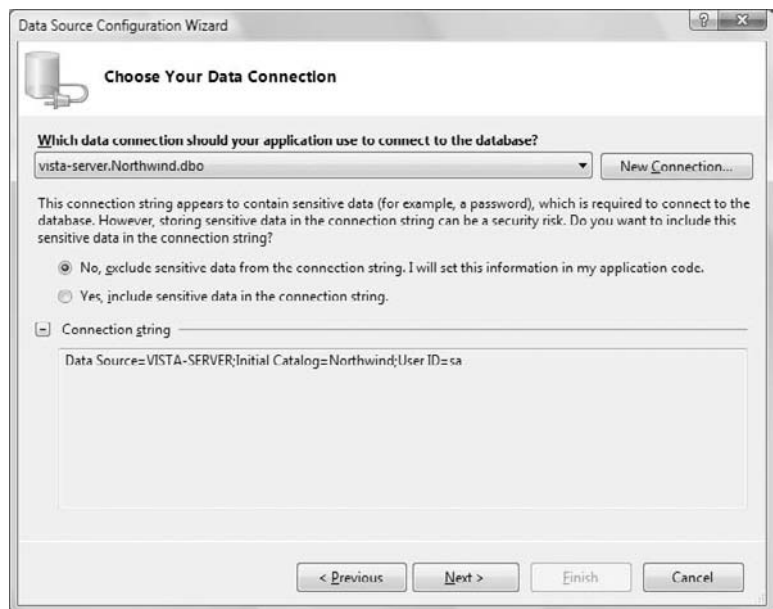 Data Source Configuration Wizard
?
X
Choose Your Data Connection
Which data connection should your application use to connect to the database?
vista-server.Northwind.dbo
New Connection...
This connection string appears to contain sensitive data (for example, a password), which is required to connect to the
database. However, storing sensitive data in the connection string can be a security risk. Do you want to include this
sensitive data in the connection string?
No, exclude sensitive data from the connection string. I will set this information in my application code.
Yes, include sensitive data in the connection string.
Connection string
Data Source=VISTA-SERVER;Initial Catalog=Northwind;User ID=sa
< Previous
Next >
Finish
Cancel